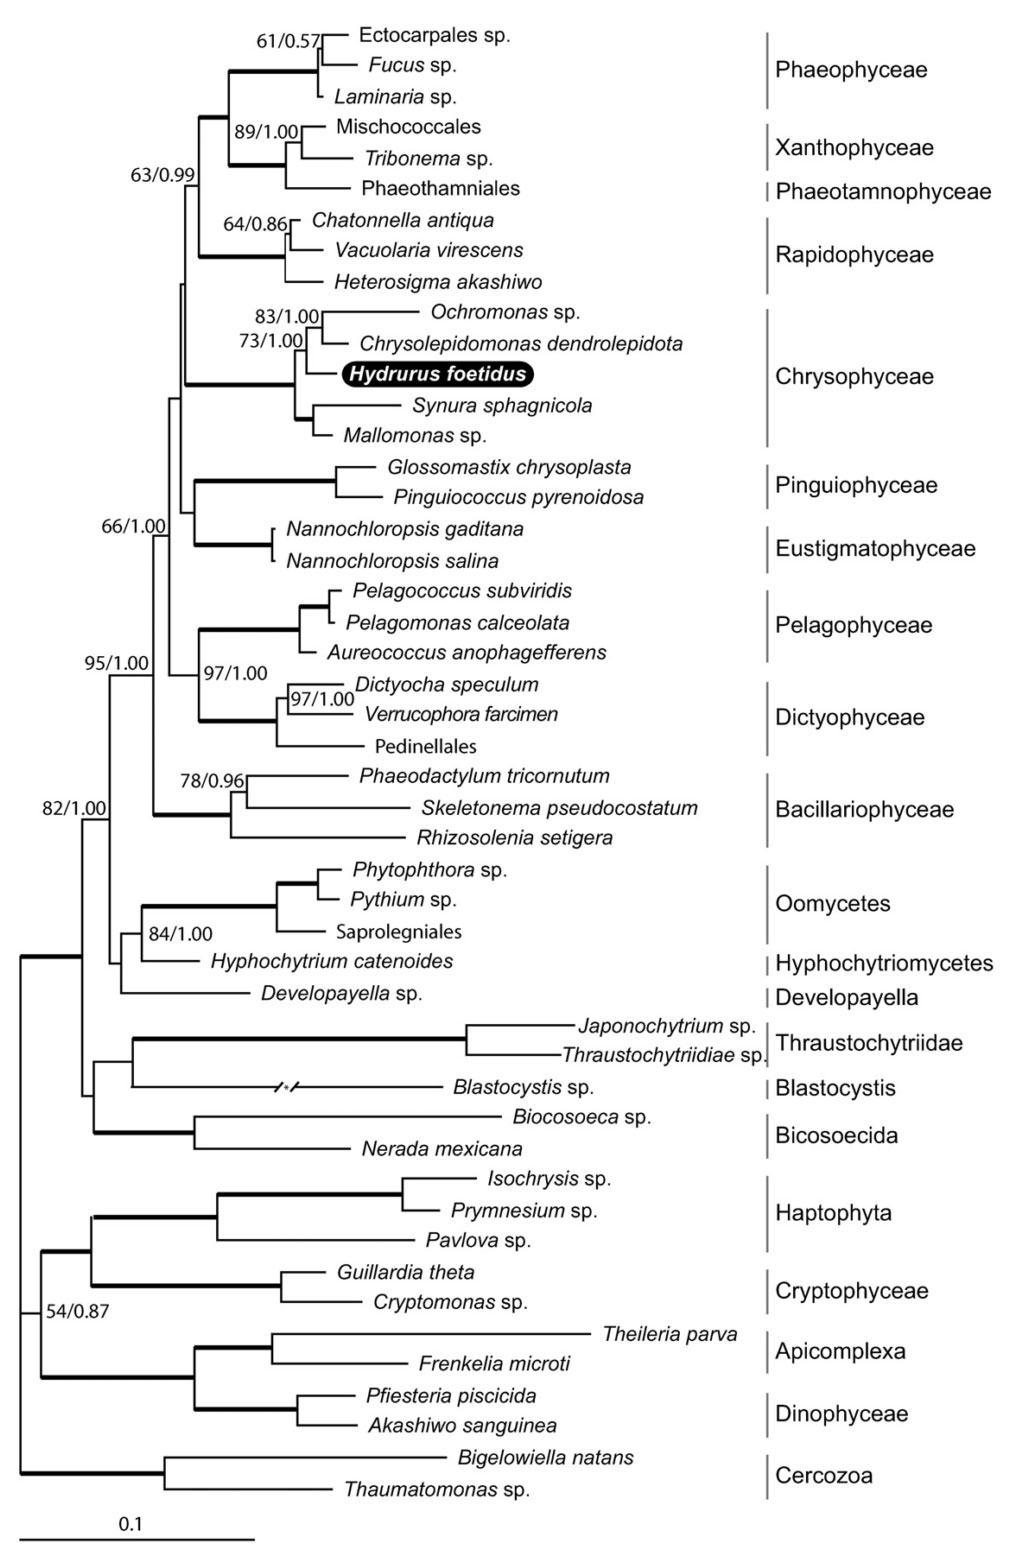 61/0.57
Ectocarpales sp.
Fucus sp.
Laminaria sp.
Phaeophyceae
89/1.00
Mischococcales
Tribonema sp.
Xanthophyceae
63/0.99
Phaeothamniales
Phaeotamnophyceae
64/0.86
Chatonnella antiqua
Vacuolaria virescens
Heterosigma akashiwo
Rapidophyceae
83/1.00
Ochromonas sp.
73/1.00
Chrysolepidomonas dendrolepidota
Hydrurus foetidus
Synura sphagnicola
Mallomonas sp.
Chrysophyceae
Glossomastix chrysoplasta
Pinguiococcus pyrenoidosa
Pinguiophyceae
66/1.00
Nannochloropsis gaditana
Nannochloropsis salina
Eustigmatophyceae
Pelagococcus subviridis
Pelagomonas calceolata
Aureococcus anophagefferens
Pelagophyceae
95/1.00
97/1.00
Dictyocha speculum
97/1.00
Verrucophora farcimen
Pedinellales
Dictyophyceae
78/0.96
Phaeodactylum tricornutum
Skeletonema pseudocostatum
Rhizosolenia setigera
Bacillariophyceae
82/1.00
Phytophthora sp.
Pythium sp.
Saprolegniales
Oomycetes
84/1.00
Hyphochytrium catenoides
Hyphochytriomycetes
Developayella sp.
Developayella
Japonochytrium sp.
Thraustochytriidiae sp.
Thraustochytriidae
*
Blastocystis sp.
Blastocystis
Biocosoeca sp.
Nerada mexicana
Bicosoecida
Isochrysis sp.
Prymnesium sp.
Pavlova sp.
Haptophyta
Guillardia theta
Cryptomonas sp.
Cryptophyceae
54/0.87
Theileria parva
Frenkelia microti
Apicomplexa
Pfiesteria piscicida
Akashiwo sanguinea
Dinophyceae
Bigelowiella natans
Thaumatomonas sp.
Cercozoa
0.1